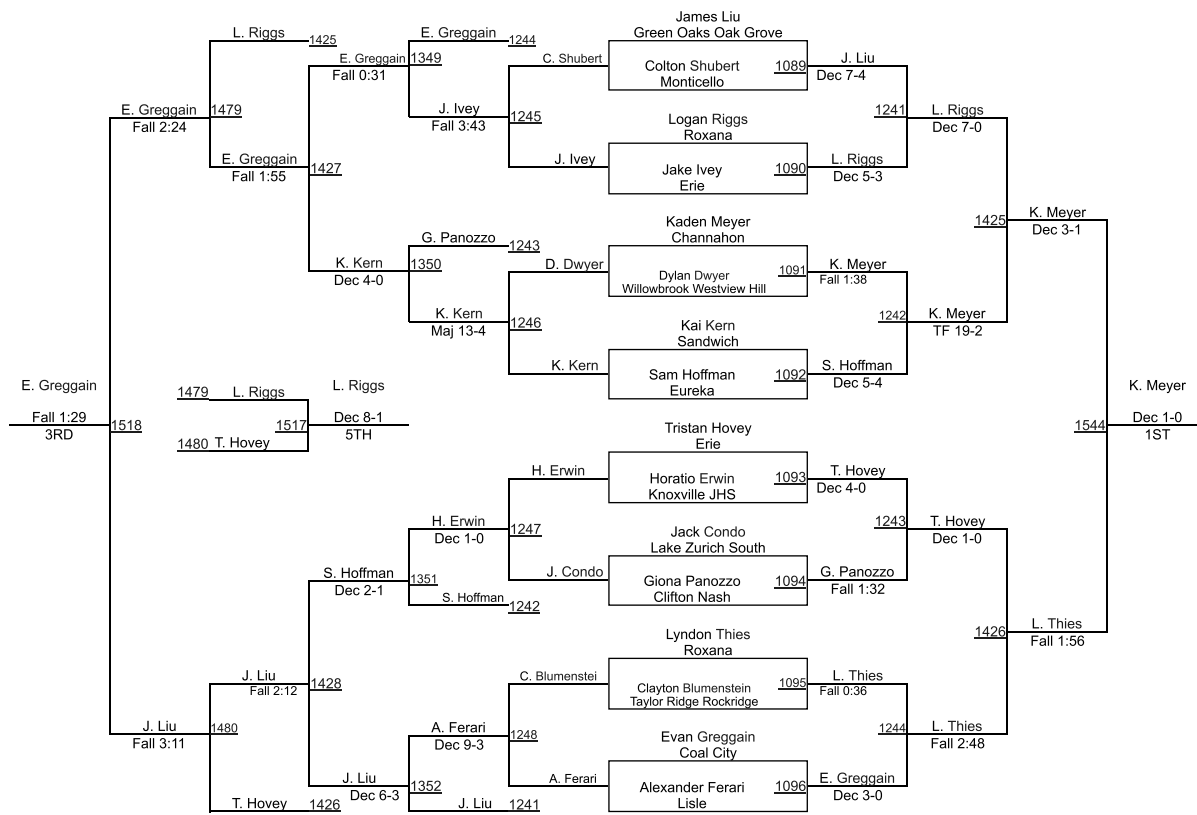 James Liu
Green Oaks Oak Grove
L. Riggs
1425
E. Greggain
1244
E. Greggain
1349
Fall 0:31
C. Shubert
Colton Shubert
Monticello
1089
J. Liu
Dec 7-4
E. Greggain
Fall 2:24
1479
J. Ivey
Fall 3:43
1245
Logan Riggs
Roxana
1241
L. Riggs
Dec 7-0
E. Greggain
Fall 1:55
1427
J. Ivey
Jake Ivey
Erie
1090
L. Riggs
Dec 5-3
Kaden Meyer
Channahon
1425
K. Meyer
Dec 3-1
G. Panozzo
1243
K. Kern
Dec 4-0
1350
D. Dwyer
Dylan Dwyer
Willowbrook Westview Hill
1091
K. Meyer
Fall 1:38
K. Kern
Maj 13-4
1246
Kai Kern
Sandwich
1242
K. Meyer
TF 19-2
K. Kern
Sam Hoffman
Eureka
1092
S. Hoffman
Dec 5-4
E. Greggain
Fall 1:29
3RD
1518
1479
L. Riggs
1480 T. Hovey
1517
L. Riggs
Dec 8-1
5TH
K. Meyer
Dec 1-0
1ST
1544
Tristan Hovey
Erie
H. Erwin
Horatio Erwin
Knoxville JHS
1093
T. Hovey
Dec 4-0
H. Erwin
Dec 1-0
1247
Jack Condo
Lake Zurich South
1243
T. Hovey
Dec 1-0
S. Hoffman
Dec 2-1
1351
J. Condo
Giona Panozzo
Clifton Nash
1094
G. Panozzo
Fall 1:32
S. Hoffman
1242
Lyndon Thies
Roxana
1426
L. Thies
Fall 1:56
J. Liu
Fall 2:12
1428
C. Blumenstei
Clayton Blumenstein
Taylor Ridge Rockridge
1095
L. Thies
Fall 0:36
J. Liu
Fall 3:11
1480
A. Ferari
Dec 9-3
1248
Evan Greggain
Coal City
1244
L. Thies
Fall 2:48
J. Liu
Dec 6-3
1352
A. Ferari
Alexander Ferari
Lisle
1096
E. Greggain
Dec 3-0
T. Hovey
1426
J. Liu
1241